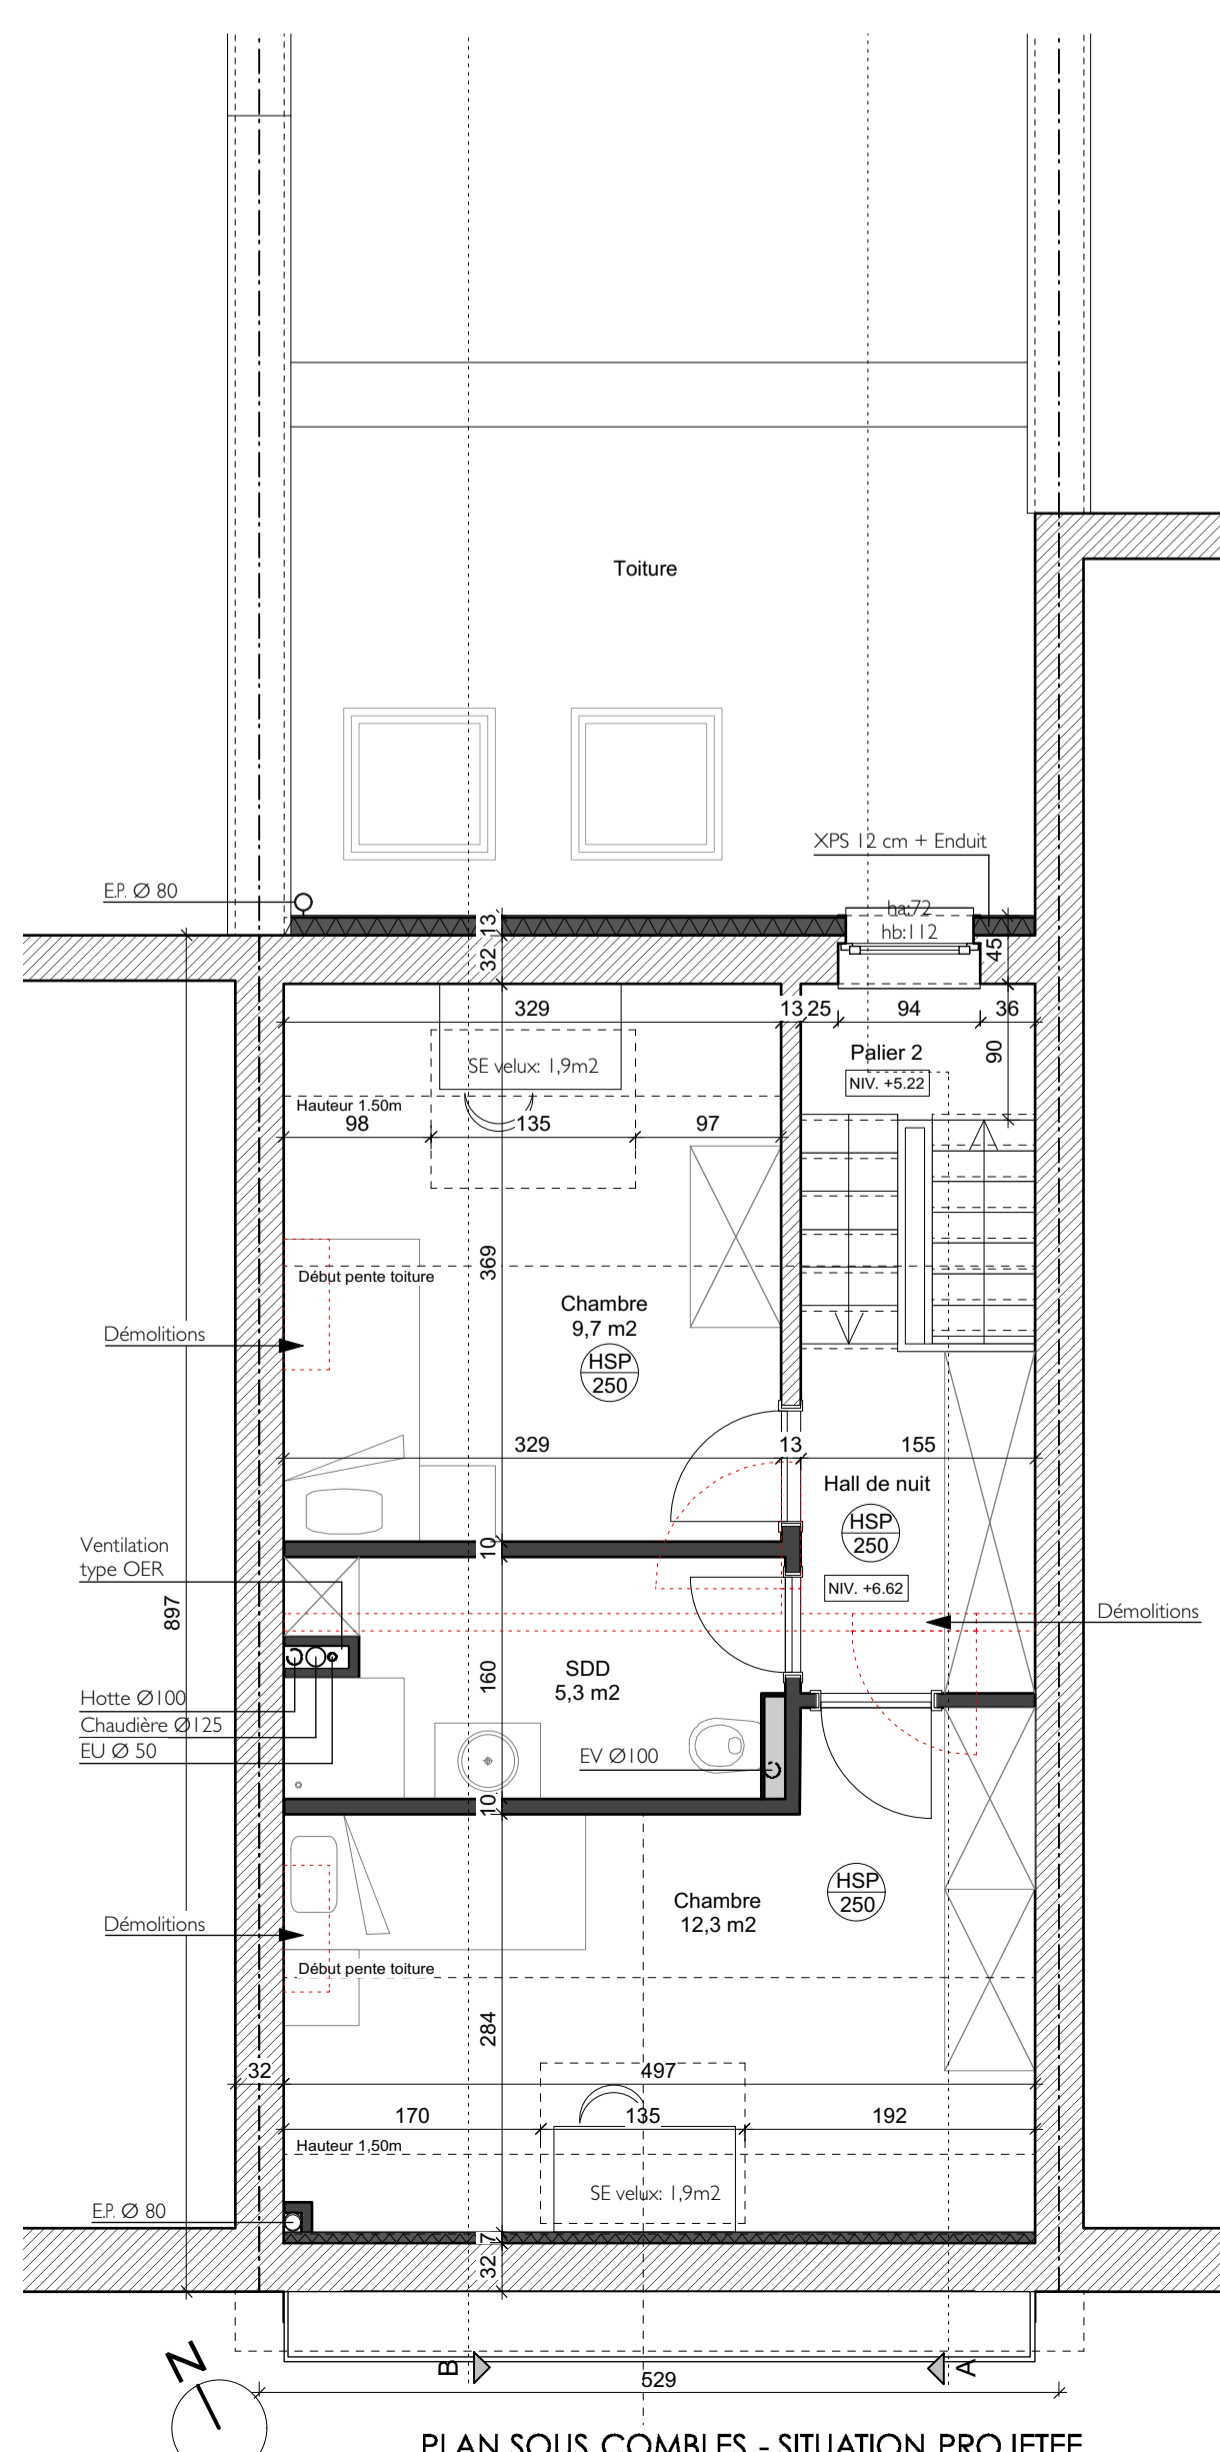 Toiture
XPS 12 cm + Enduit
E.P. Ø 80
ha:72
hb:112
13
32
45
329
13
25
94
36
Palier 2
90
SE velux: 1,9m2
NIV. +5.22
Hauteur 1.50m
98
135
97
369
Début pente toiture
Chambre
9,7 m2
Démolitions
HSP
250
329
13
155
Hall de nuit
HSP
250
Ventilation
type OER
10
NIV. +6.62
897
Démolitions
SDD
5,3 m2
160
Hotte Ø100
Chaudière Ø125
EU Ø 50
EV Ø100
10
HSP
250
Chambre
12,3 m2
Démolitions
Début pente toiture
284
32
497
170
135
192
Hauteur 1,50m
SE velux: 1,9m2
E.P. Ø 80
7
32
N
B
A
529
PLAN SOUS COMBLES - SITUATION PROJETEE